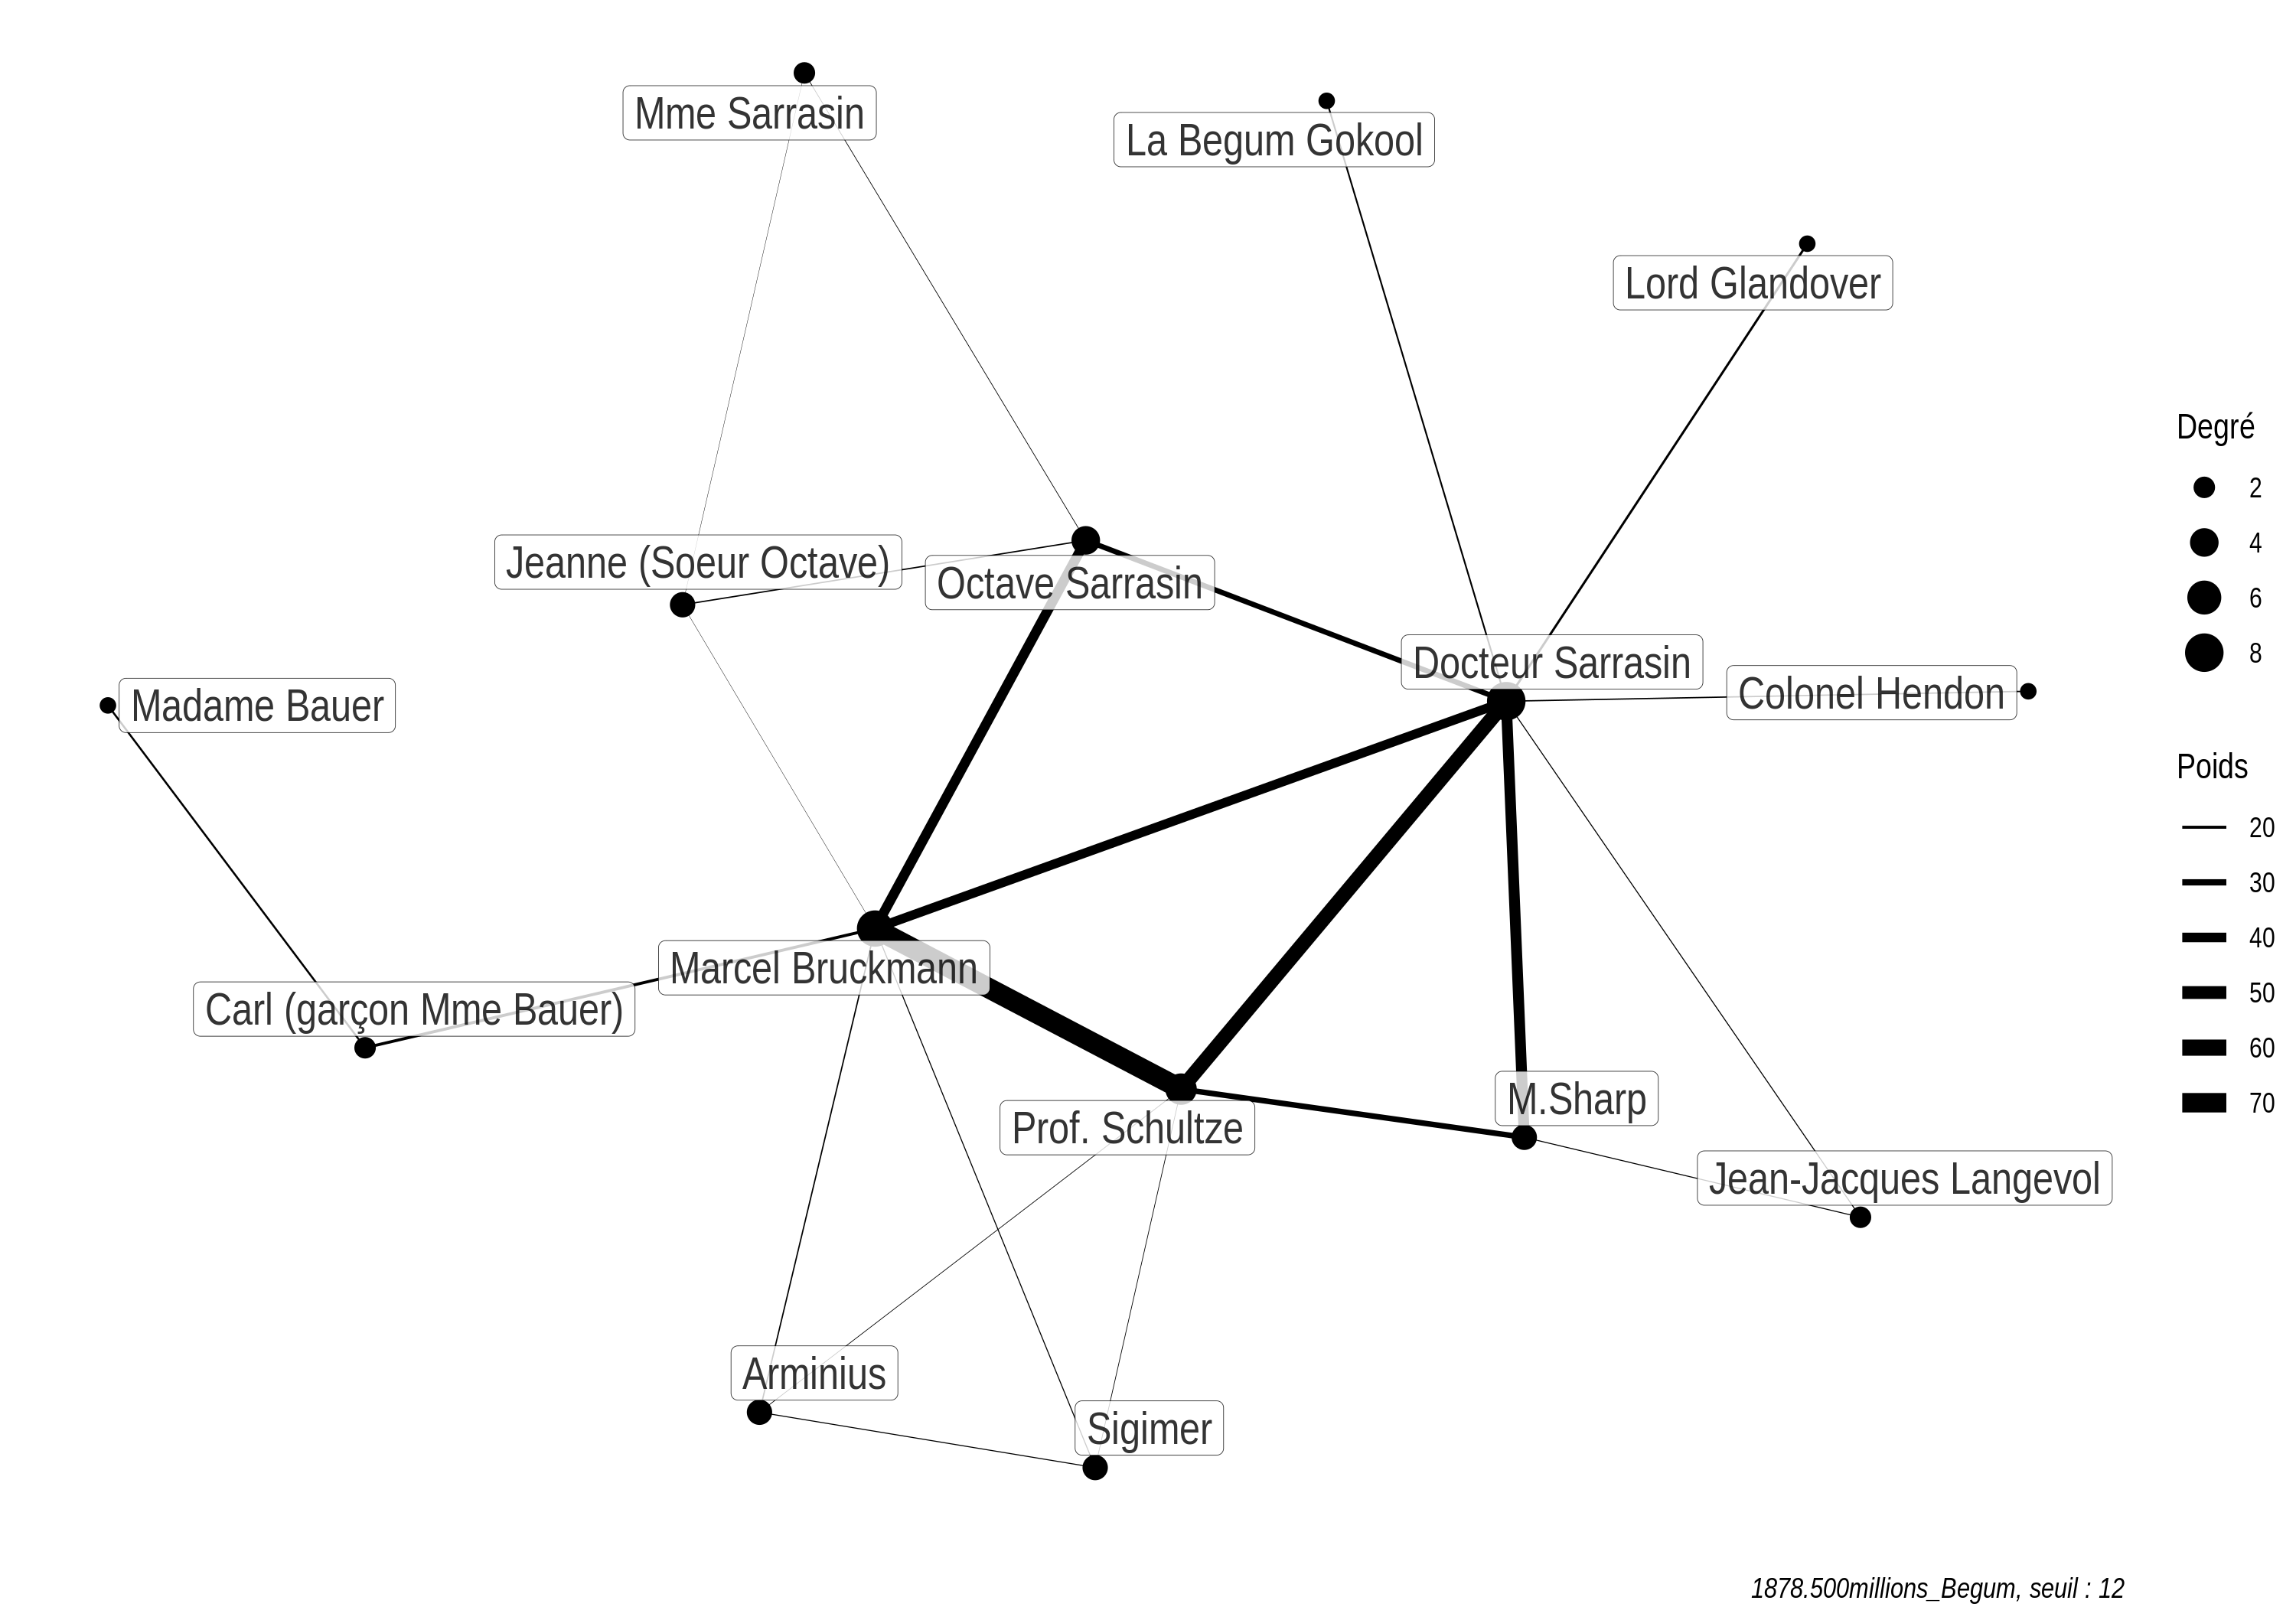 Mme Sarrasin
La Begum Gokool
Lord Glandover
Jeanne (Soeur Octave)
Octave Sarrasin
Docteur Sarrasin
Colonel Hendon
Madame Bauer
Marcel Bruckmann
Carl (garçon Mme Bauer)
Prof. Schultze
M.Sharp
Jean-Jacques Langevol
Arminius
Sigimer
Degré
2
4
6
8
Poids
20
30
40
50
60
70
1878.500millions_Begum, seuil : 12